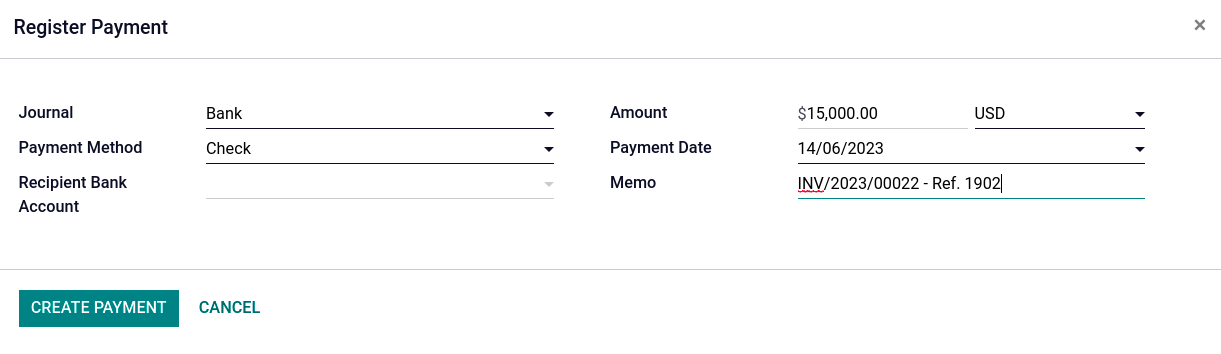 Register Payment ×
Journal Bank Amount $15,000.00 USD
Payment Method Check Payment Date 14/06/2023
Recipient Bank Memo INV/2023/00022 - Ref. 1902
Account
CREATE PAYMENT CANCEL